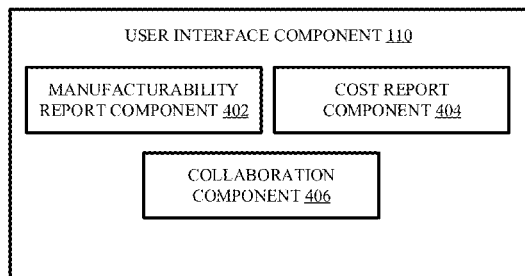 USER INTERFACE COMPONENT 110
MANUFACTURABILITY
REPORT COMPONENT 402
COST REPORT
COMPONENT 404
COLLABORATION
COMPONENT 406